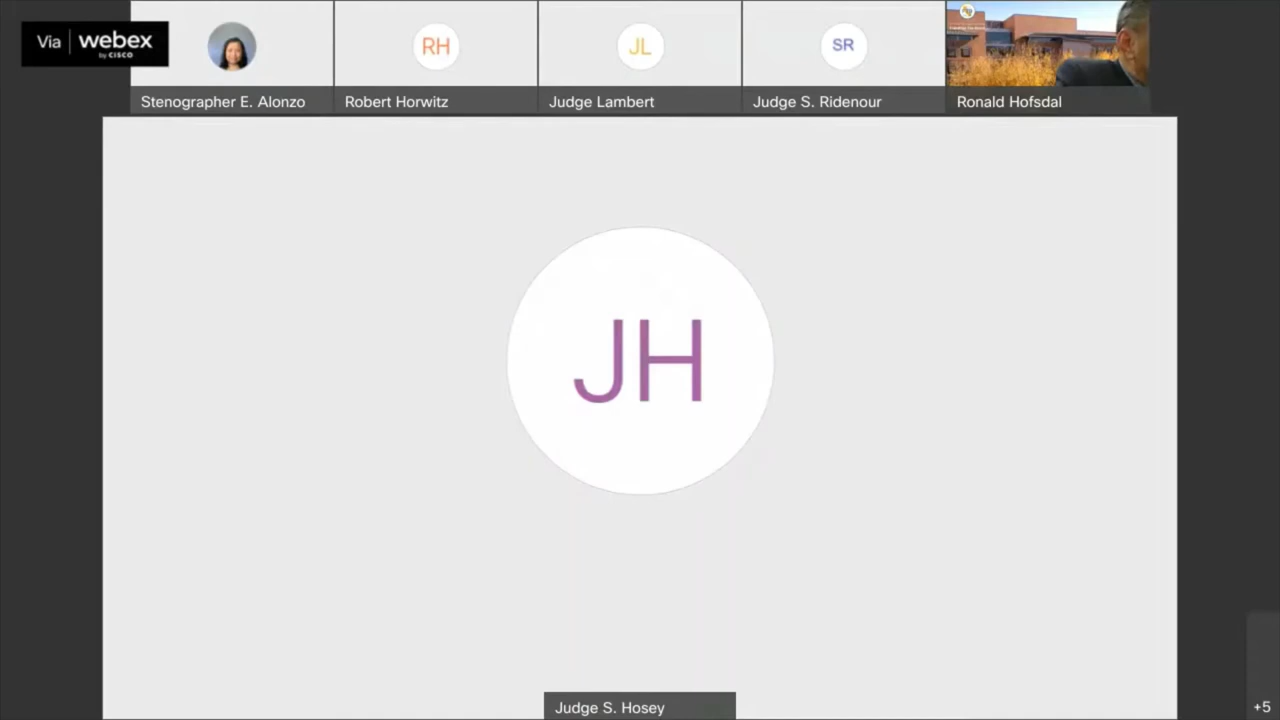 Via webex
by CISCO
RH
JL
SR
Stenographer E. Alonzo
Robert Horwitz
Judge Lambert
Judge S. Ridenour
Ronald Hofsdal
JH
Judge S. Hosey
+5